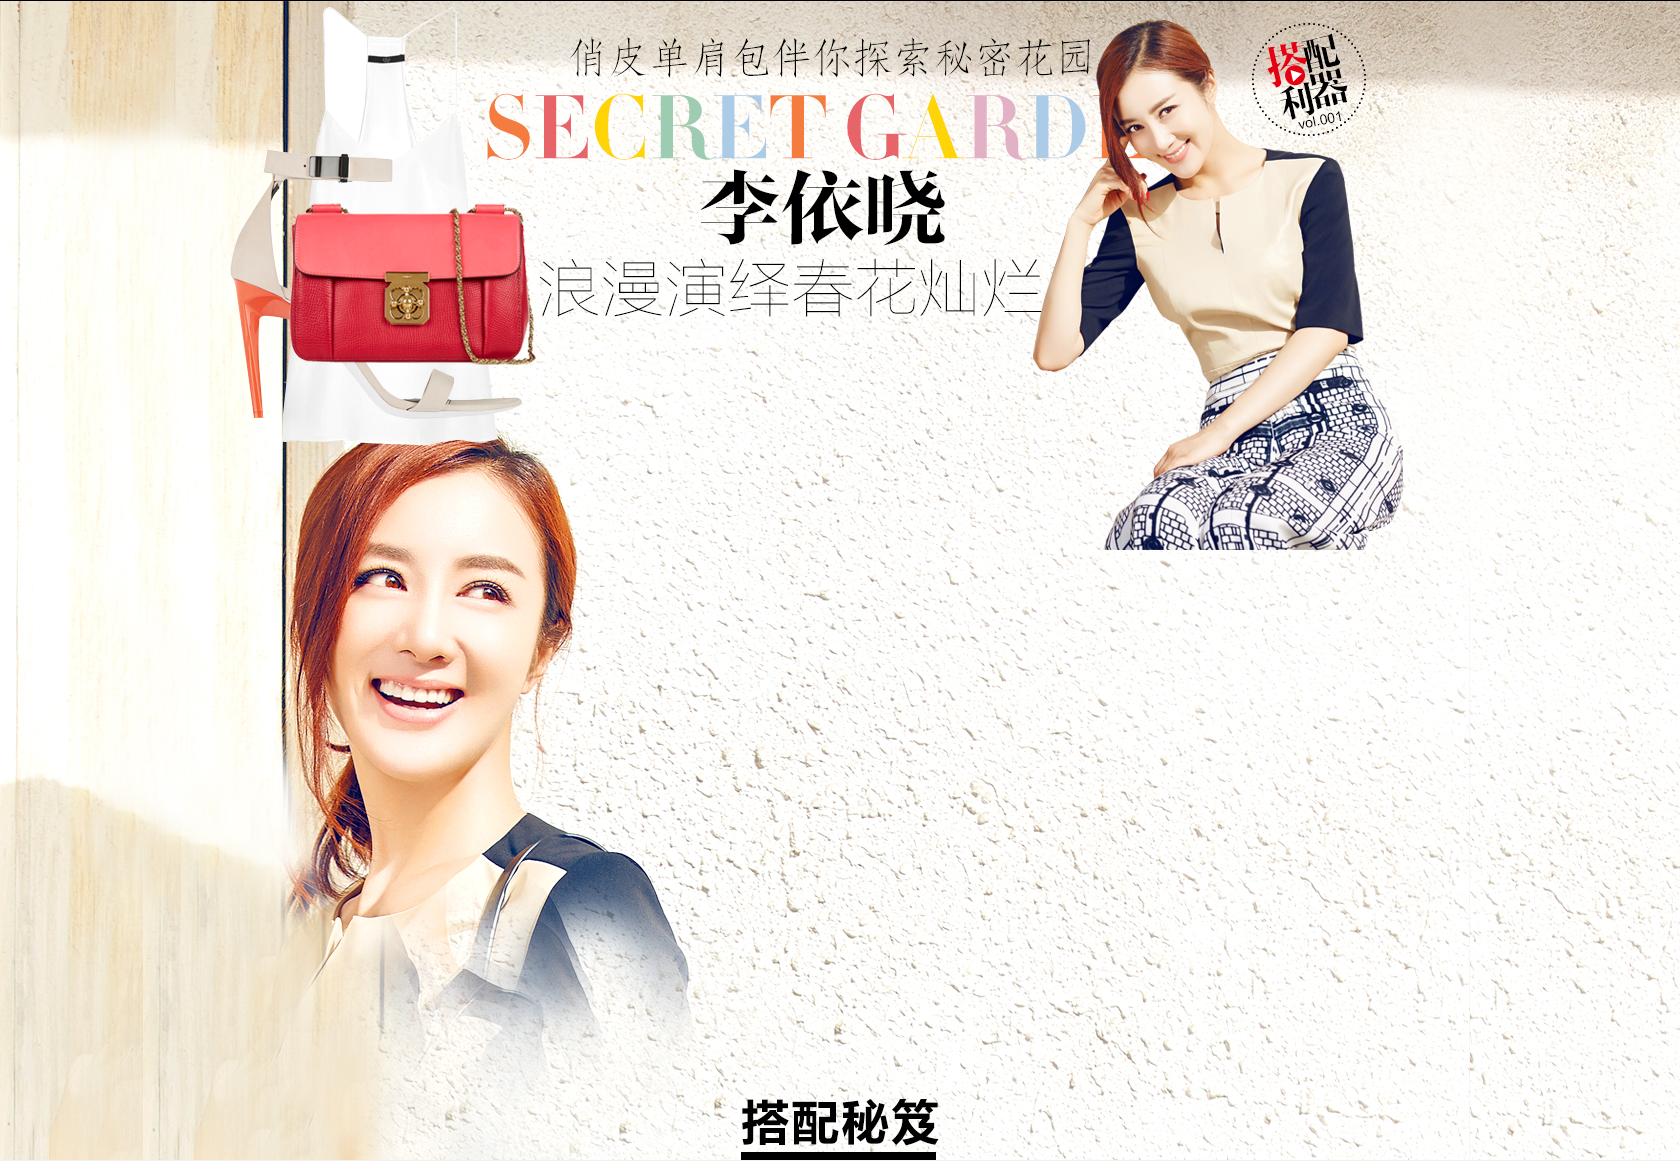 俏皮单肩包伴你探索秘密花园
SECRET GARDE
李依晓
浪漫演绎春花灿烂
搭配
利器
vol.001
搭配秘笈